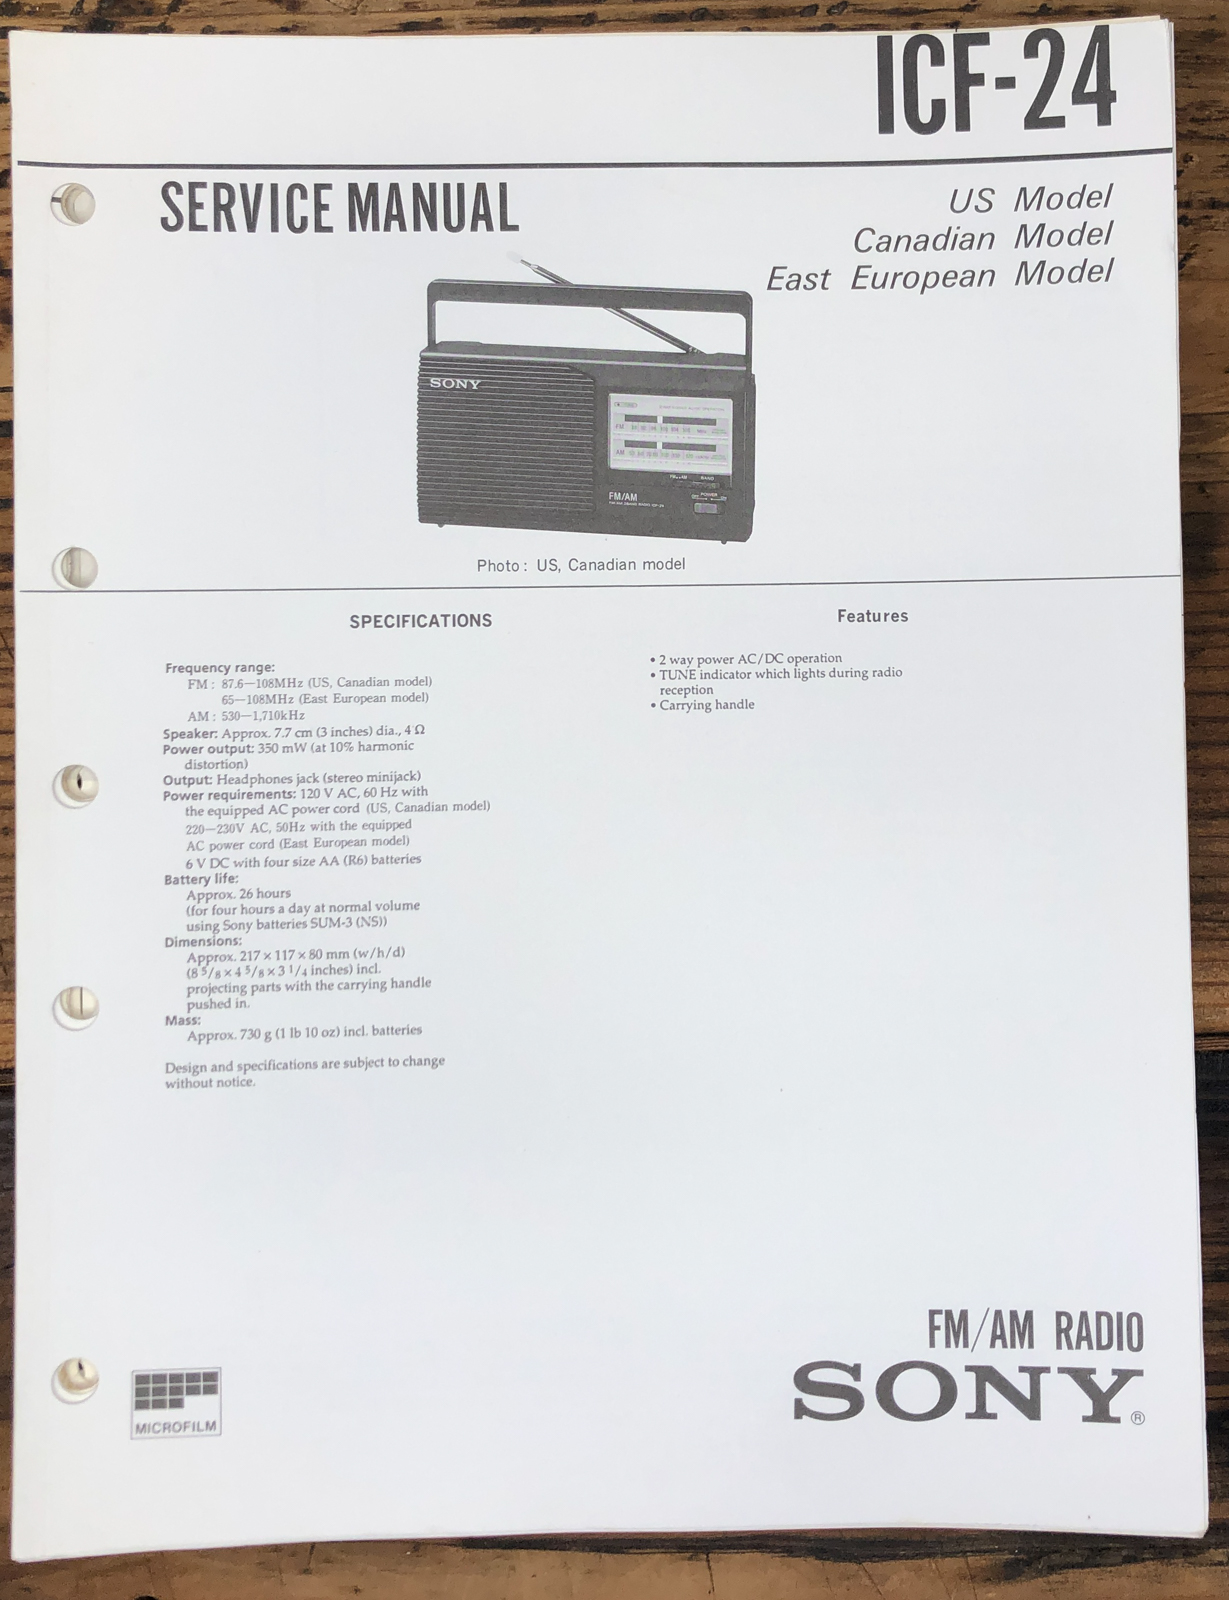 ICF-24
SERVICE MANUAL
US Model
Canadian Model
East European Model
SONY
FM
AM
BAND
POWER
FM/AM
Photo : US, Canadian model
SPECIFICATIONS
Frequency range:
FM : 87.6—108MHz (US, Canadian model)
65—108MHz (East European model)
AM : 530—1,710kHz
Speaker: Approx. 7.7 cm (3 inches) dia., 4 Ω
Power output: 350 mW (at 10% harmonic
distortion)
Output: Headphones jack (stereo minijack)
Power requirements: 120 V AC, 60 Hz with
the equipped AC power cord (US, Canadian model)
220—230V AC, 50Hz with the equipped
AC power cord (East European model)
6 V DC with four size AA (R6) batteries
Battery life:
Approx. 26 hours
(for four hours a day at normal volume
using Sony batteries SUM-3 (NS))
Dimensions:
Approx. 217 × 117 × 80 mm (w/h/d)
(8 5/8 × 4 5/8 × 3 1/4 inches) incl.
projecting parts with the carrying handle
pushed in.
Mass:
Approx. 730 g (1 lb 10 oz) incl. batteries
Design and specifications are subject to change
without notice.
Features
• 2 way power AC/DC operation
• TUNE indicator which lights during radio
reception
• Carrying handle
MICROFILM
FM/AM RADIO
SONY®